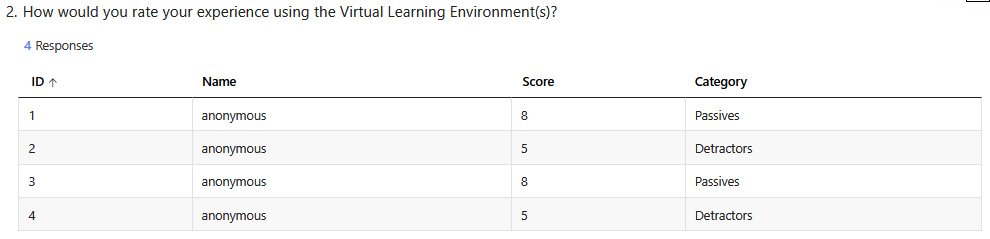 2. How would you rate your experience using the Virtual Learning Environment(s)?
4 Responses
ID ↑ Name Score Category
1 anonymous 8 Passives
2 anonymous 5 Detractors
3 anonymous 8 Passives
4 anonymous 5 Detractors